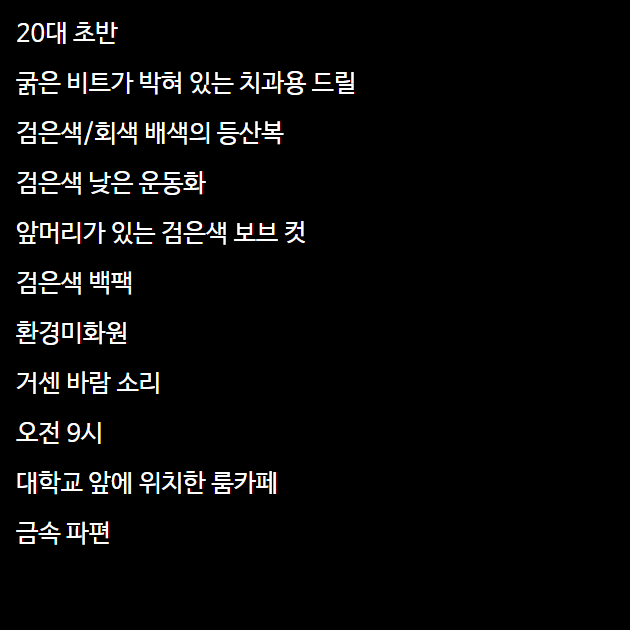 20대 초반
굵은 비트가 박혀 있는 치과용 드릴
검은색/회색 배색의 등산복
검은색 낮은 운동화
앞머리가 있는 검은색 보브 컷
검은색 백팩
환경미화원
거센 바람 소리
오전 9시
대학교 앞에 위치한 룸카페
금속 파편